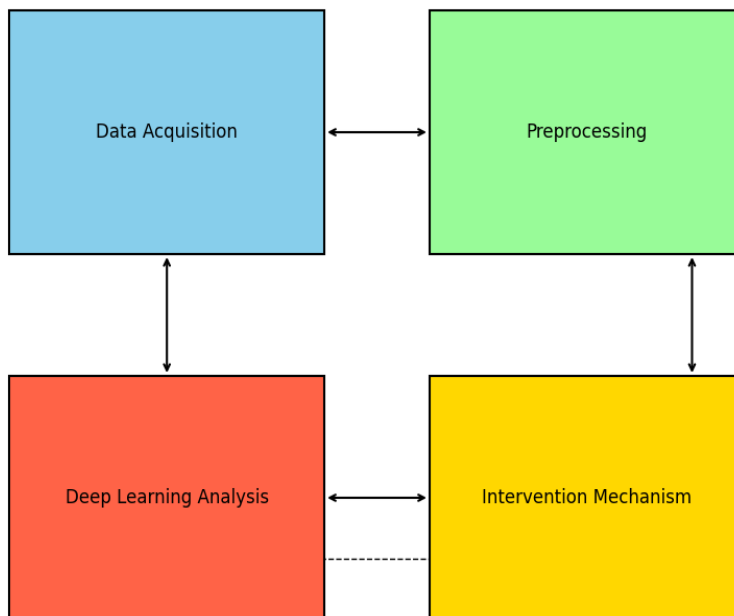 Data Acquisition
Preprocessing
Deep Learning Analysis
Intervention Mechanism